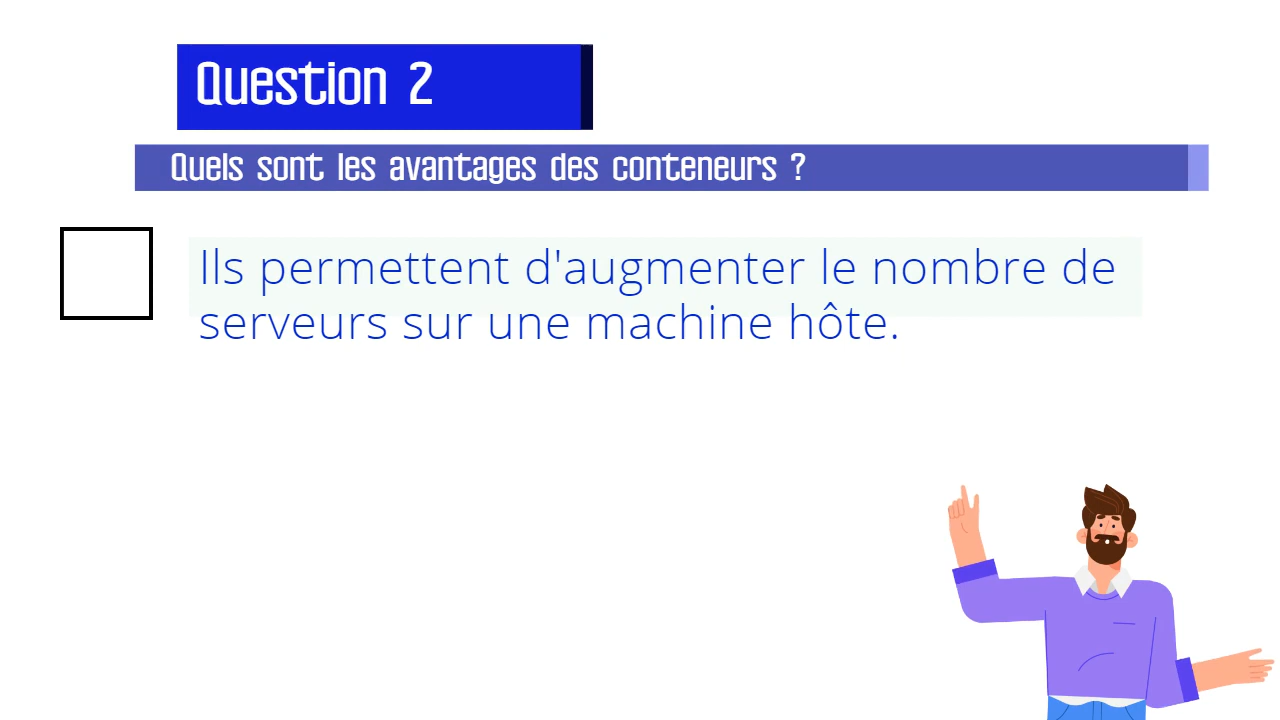 Question 2
Quels sont les avantages des conteneurs ?
Ils permettent d'augmenter le nombre de
serveurs sur une machine hôte.